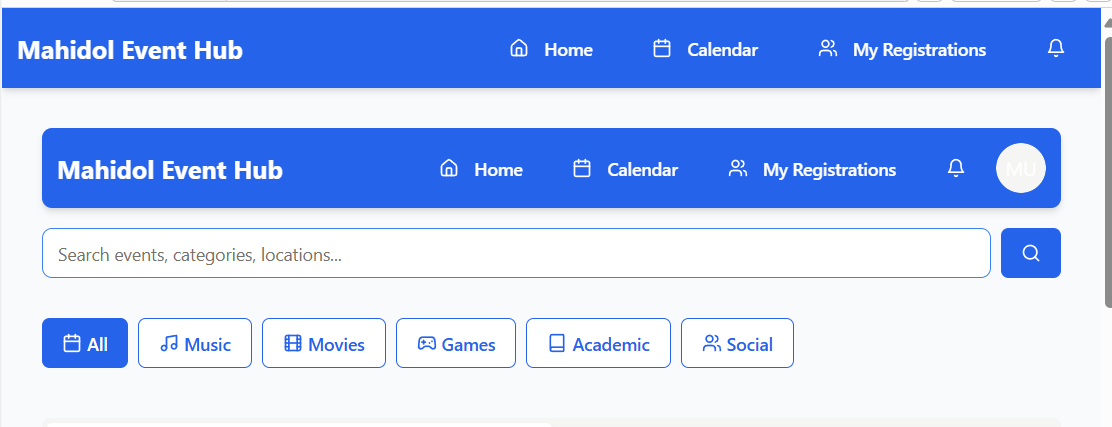 Mahidol Event Hub Home Calendar My Registrations
Mahidol Event Hub Home Calendar My Registrations MU
Search events, categories, locations...
All Music Movies Games Academic Social